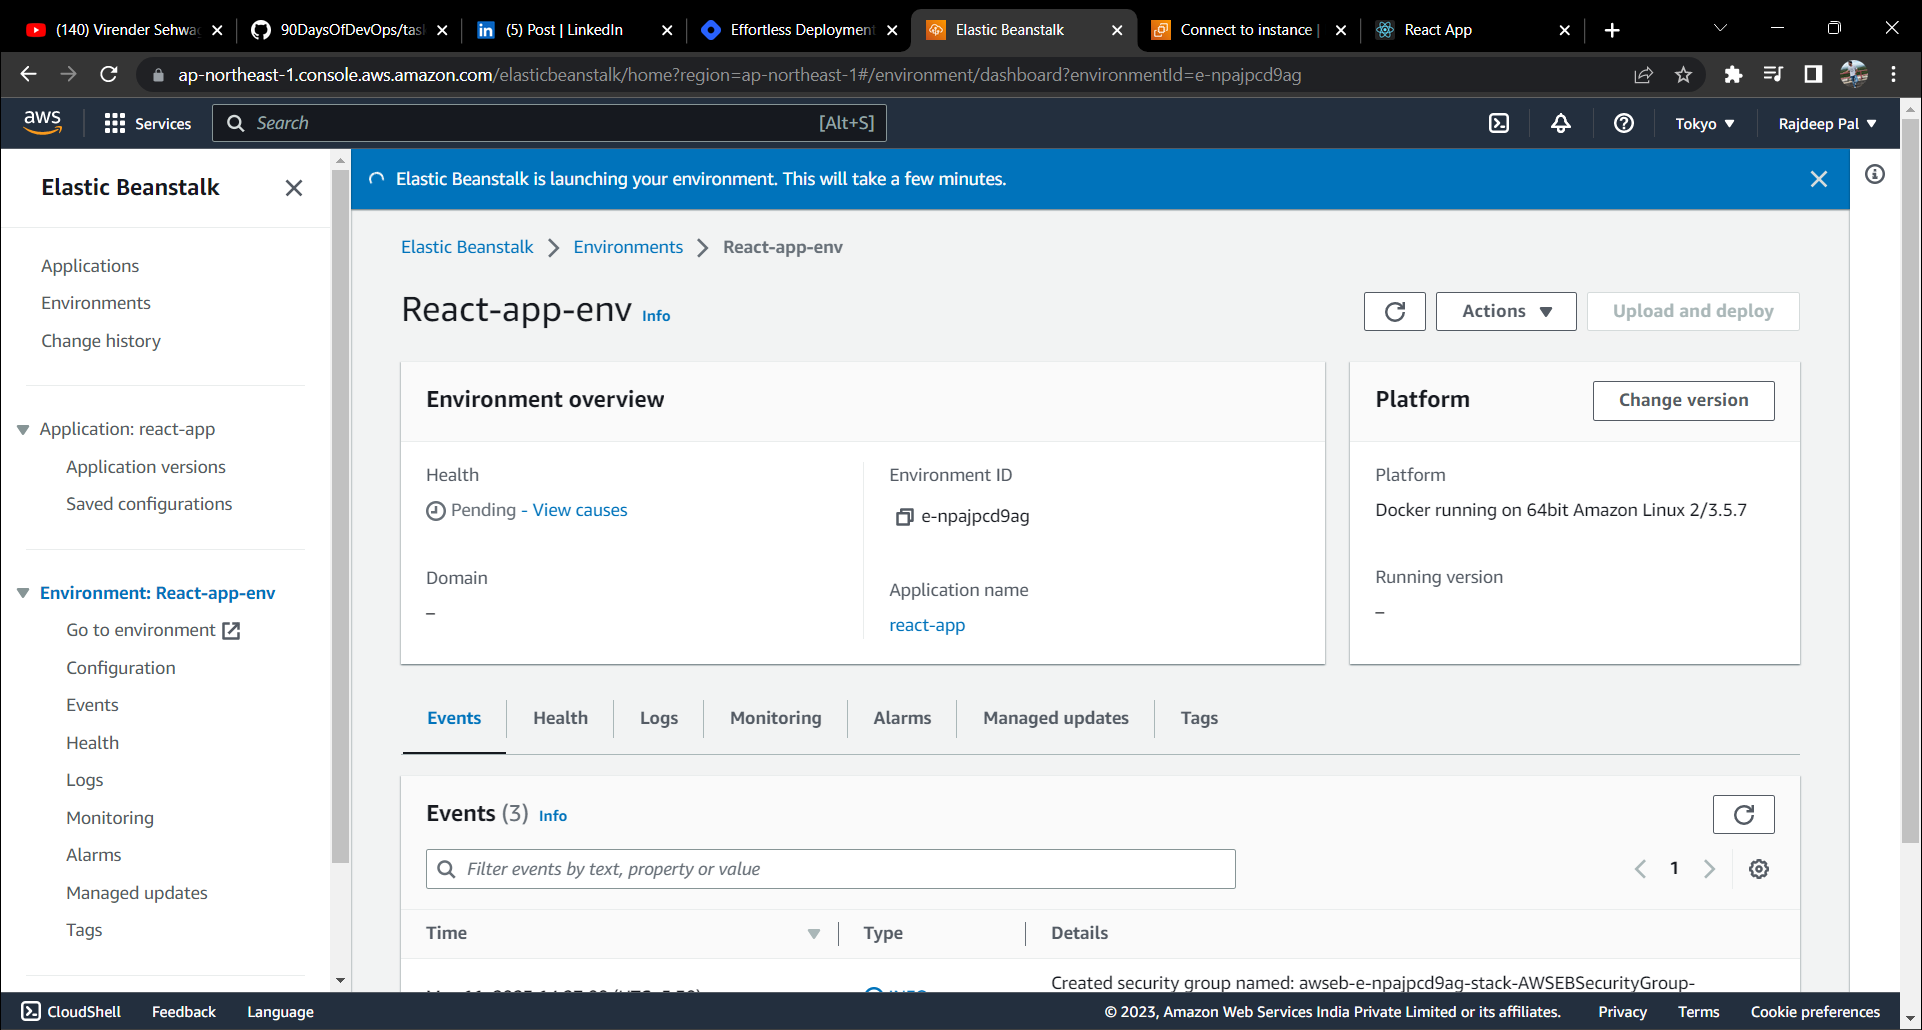 (140) Virender Sehwa
90DaysOfDevOps/tas
(5) Post | LinkedIn
Effortless Deployment
Elastic Beanstalk
Connect to instance |
React App
ap-northeast-1.console.aws.amazon.com/elasticbeanstalk/home?region=ap-northeast-1#/environment/dashboard?environmentId=e-npajpcd9ag
aws
Services
Search
[Alt+S]
Tokyo
Rajdeep Pal
Elastic Beanstalk
Applications
Environments
Change history
Application: react-app
Application versions
Saved configurations
Environment: React-app-env
Go to environment
Configuration
Events
Health
Logs
Monitoring
Alarms
Managed updates
Tags
Elastic Beanstalk is launching your environment. This will take a few minutes.
Elastic Beanstalk > Environments > React-app-env
React-app-env Info
Actions
Upload and deploy
Environment overview
Health
Pending - View causes
Domain
–
Environment ID
e-npajpcd9ag
Application name
react-app
Platform
Change version
Platform
Docker running on 64bit Amazon Linux 2/3.5.7
Running version
–
Events
Health
Logs
Monitoring
Alarms
Managed updates
Tags
Events (3) Info
Filter events by text, property or value
1
Time
Type
Details
Created security group named: awseb-e-npajpcd9ag-stack-AWSEBSecurityGroup-
CloudShell
Feedback
Language
© 2023, Amazon Web Services India Private Limited or its affiliates.
Privacy
Terms
Cookie preferences